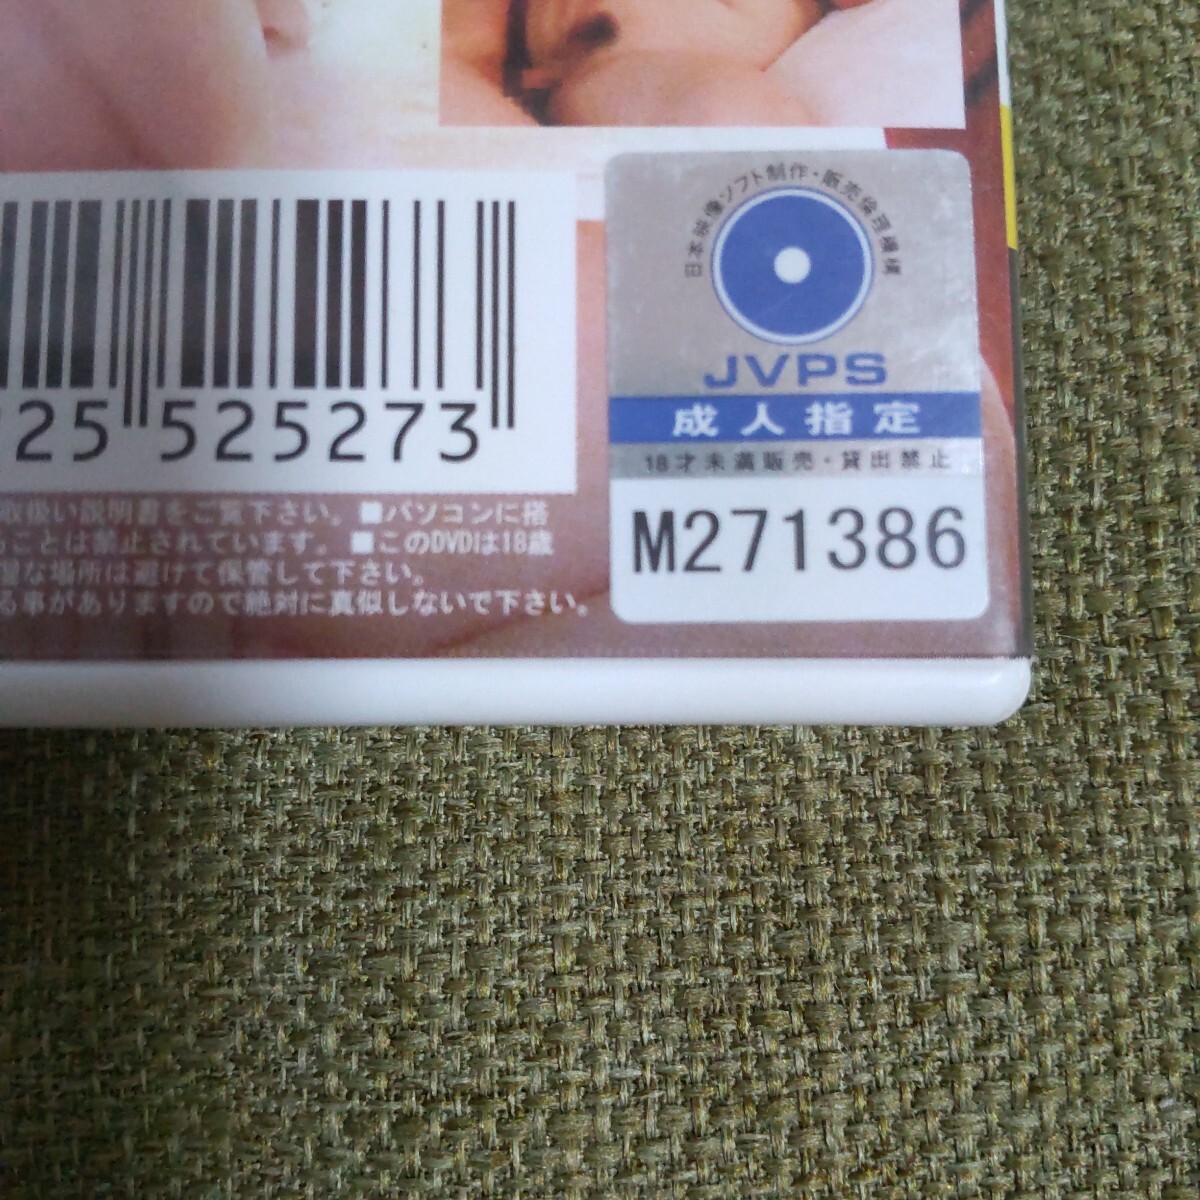 日本映像ソフト制作・販売倫理機構
JVPS
成人指定
18才未満販売・貸出禁止
M271386
25 525273
取扱い説明書をご覧下さい。■パソコンに搭
ことは禁止されています。■このDVDは18歳
な場所は避けて保管して下さい。
る事がありますので絶対に真似しないで下さい。